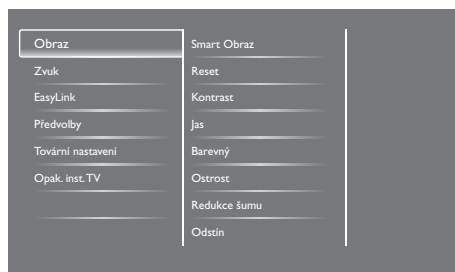 Obraz
Zvuk
EasyLink
Předvolby
Tovární nastavení
Opak. inst. TV
Smart Obraz
Reset
Kontrast
Jas
Barevný
Ostrost
Redukce šumu
Odstín